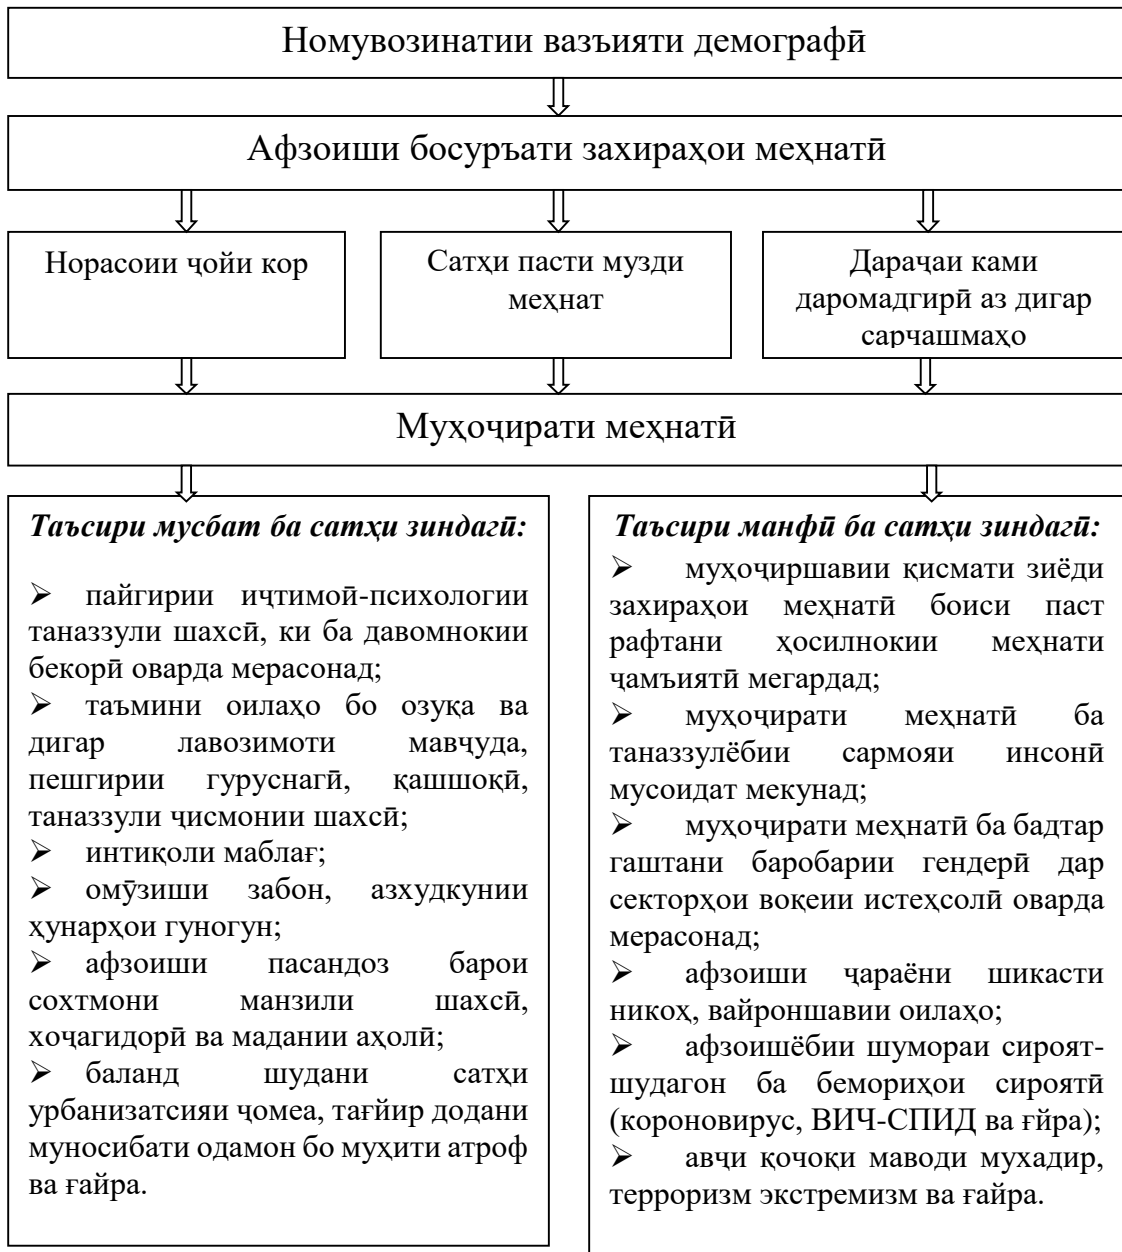 Номувозинатии вазъияти демографӣ
Афзоиши босуръати захираҳои меҳнатӣ
Норасоии ҷойи кор
Сатҳи пасти музди
меҳнат
Дараҷаи ками
даромадгирӣ аз дигар
сарчашмаҳо
Муҳоҷирати меҳнатӣ
Таъсири мусбат ба сатҳи зиндагӣ:
➢ пайгирии иҷтимоӣ-психологии
таназзули шахсӣ, ки ба давомнокии
бекорӣ оварда мерасонад;
➢ таъмини оилаҳо бо озуқа ва
дигар лавозимоти мавҷуда,
пешгирии гуруснагӣ, қашшоқӣ,
таназзули ҷисмонии шахсӣ;
➢ интиқоли маблағ;
➢ омӯзиши забон, азхудкунии
ҳунарҳои гуногун;
➢ афзоиши пасандоз барои
сохтмони манзили шахсӣ,
хоҷагидорӣ ва мадании аҳолӣ;
➢ баланд шудани сатҳи
урбанизатсияи ҷомеа, тағйир додани
муносибати одамон бо муҳити атроф
ва ғайра.
Таъсири манфӣ ба сатҳи зиндагӣ:
➢ муҳоҷиршавии қисмати зиёди
захираҳои меҳнатӣ боиси паст
рафтани ҳосилнокии меҳнати
ҷамъиятӣ мегардад;
➢ муҳоҷирати меҳнатӣ ба
таназзулёбии сармояи инсонӣ
мусоидат мекунад;
➢ муҳоҷирати меҳнатӣ ба бадтар
гаштани баробарии гендерӣ дар
секторҳои воқеии истеҳсолӣ оварда
мерасонад;
➢ афзоиши ҷараёни шикасти
никоҳ, вайроншавии оилаҳо;
➢ афзоишёбии шумораи сироят-
шудагон ба бемориҳои сироятӣ
(короновирус, ВИЧ-СПИД ва ғйра);
➢ авҷи қочоқи маводи мухадир,
терроризм экстремизм ва ғайра.